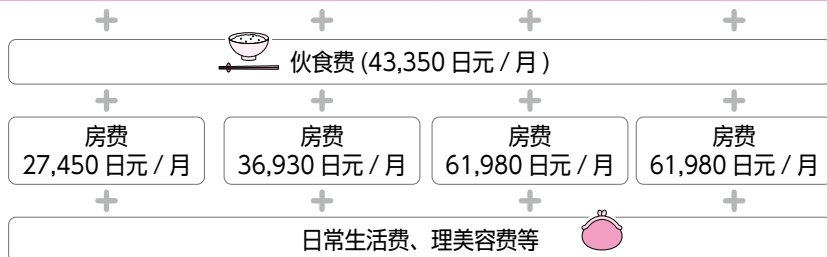 伙食费 (43,350 日元 / 月 )
房费
27,450 日元 / 月
房费
36,930 日元 / 月
房费
61,980 日元 / 月
房费
61,980 日元 / 月
日常生活费、理美容费等